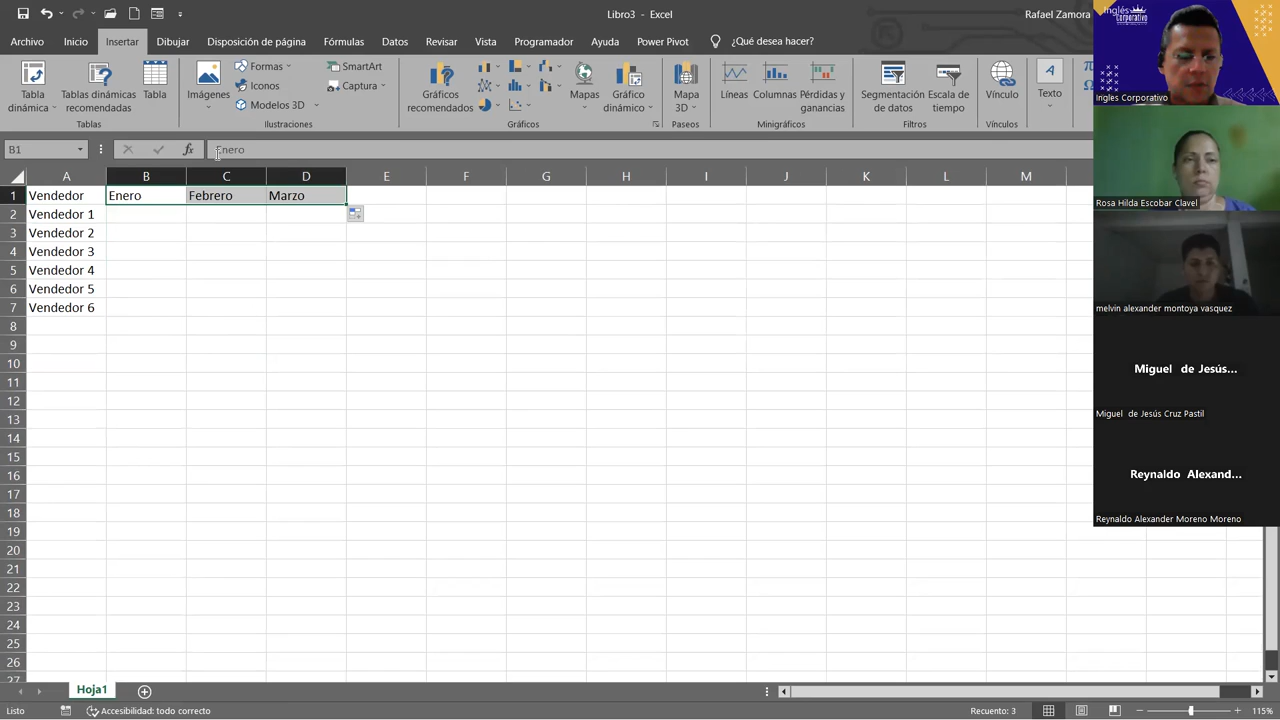 Libro3 - Excel
Rafael Zamora
Archivo Inicio Insertar Dibujar Disposición de página Fórmulas Datos Revisar Vista Programador Ayuda Power Pivot ¿Qué desea hacer?
Tabla dinámica
Tablas dinámicas recomendadas
Tabla
Tablas
Imágenes
Formas
Iconos
Modelos 3D
SmartArt
Captura
Ilustraciones
Gráficos recomendados
Mapas
Gráfico dinámico
Gráficos
Mapa 3D
Paseos
Líneas
Columnas
Pérdidas y ganancias
Minigráficos
Segmentación de datos
Escala de tiempo
Filtros
Vínculo
Vínculos
Texto
B1
fx
Enero
A B C D E F G H I J K L M
1 Vendedor Enero Febrero Marzo
2 Vendedor 1
3 Vendedor 2
4 Vendedor 3
5 Vendedor 4
6 Vendedor 5
7 Vendedor 6
8
9
10
11
12
13
14
15
16
17
18
19
20
21
22
23
24
25
26
27
Hoja1
Listo
Accesibilidad: todo correcto
Recuento: 3
115%
Inglés Corporativo
Ingles Corporativo
Rosa Hilda Escobar Clavel
melvin alexander montoya vasquez
Miguel de Jesús...
Miguel de Jesús Cruz Pastil
Reynaldo Alexand...
Reynaldo Alexander Moreno Moreno